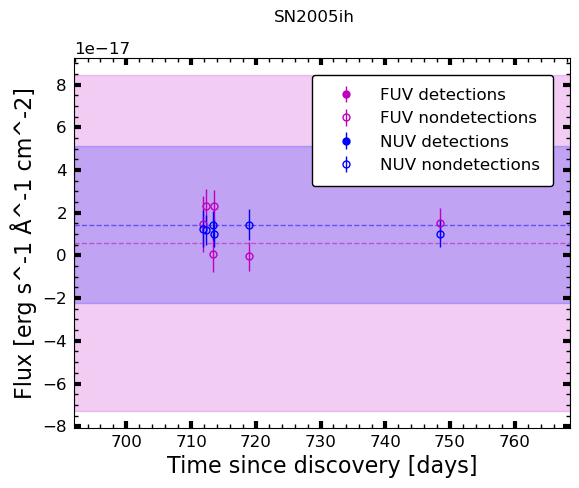 SN2005ih
1e−17
FUV detections
FUV nondetections
NUV detections
NUV nondetections
8
6
4
2
0
−2
−4
−6
−8
Flux [erg s^-1 Å^-1 cm^-2]
700 710 720 730 740 750 760
Time since discovery [days]